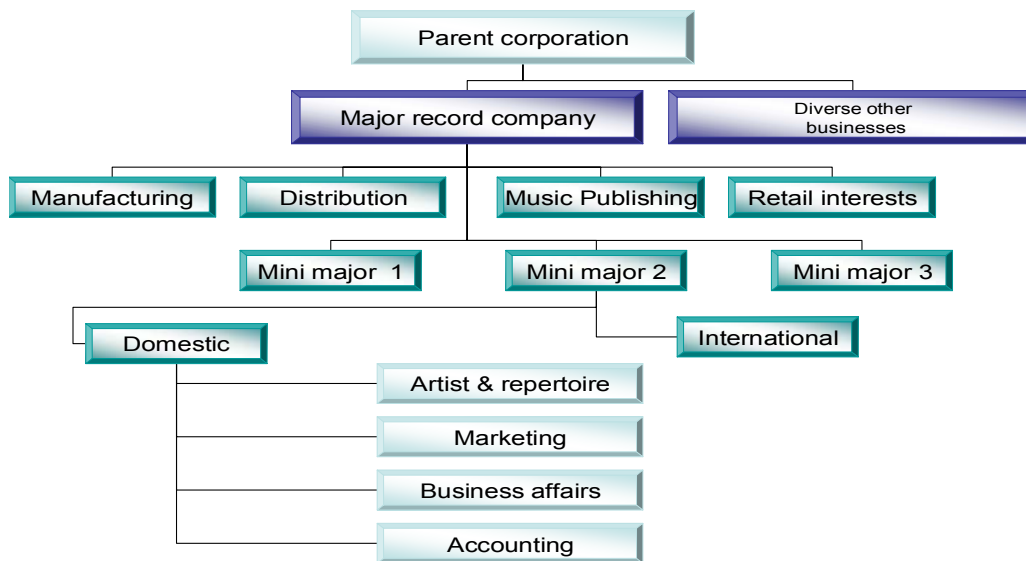 Parent corporation
Major record company
Diverse other
businesses
Manufacturing
Distribution
Music Publishing
Retail interests
Mini major 1
Mini major 2
Mini major 3
Domestic
International
Artist & repertoire
Marketing
Business affairs
Accounting